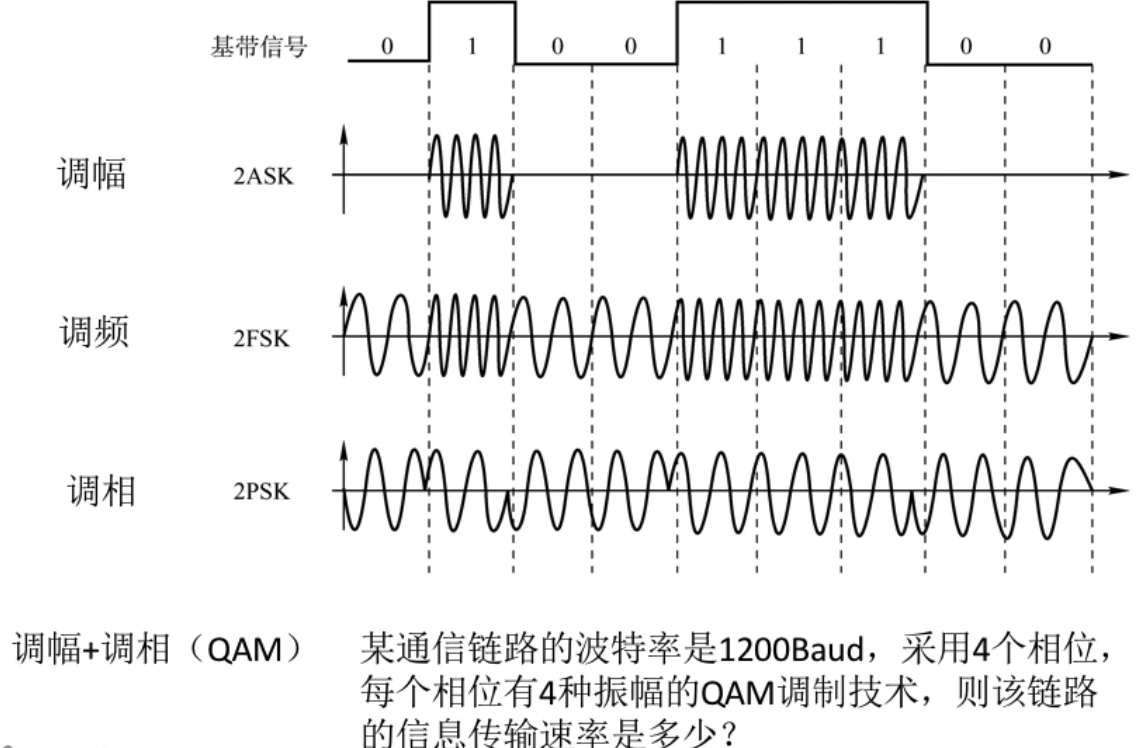 基带信号 0 1 0 0 1 1 1 0 0
调幅 2ASK
调频 2FSK
调相 2PSK
调幅+调相（QAM） 某通信链路的波特率是1200Baud，采用4个相位，
每个相位有4种振幅的QAM调制技术，则该链路
的信息传输速率是多少？